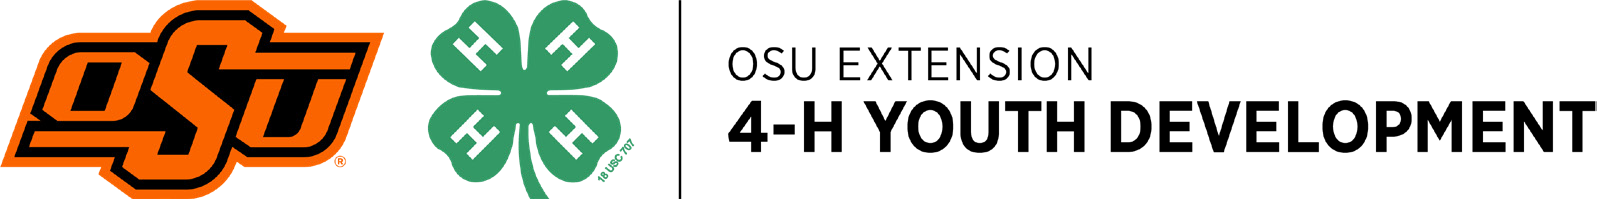 OSU
®
H H
H H
18 USC 707
OSU EXTENSION
4-H YOUTH DEVELOPMENT